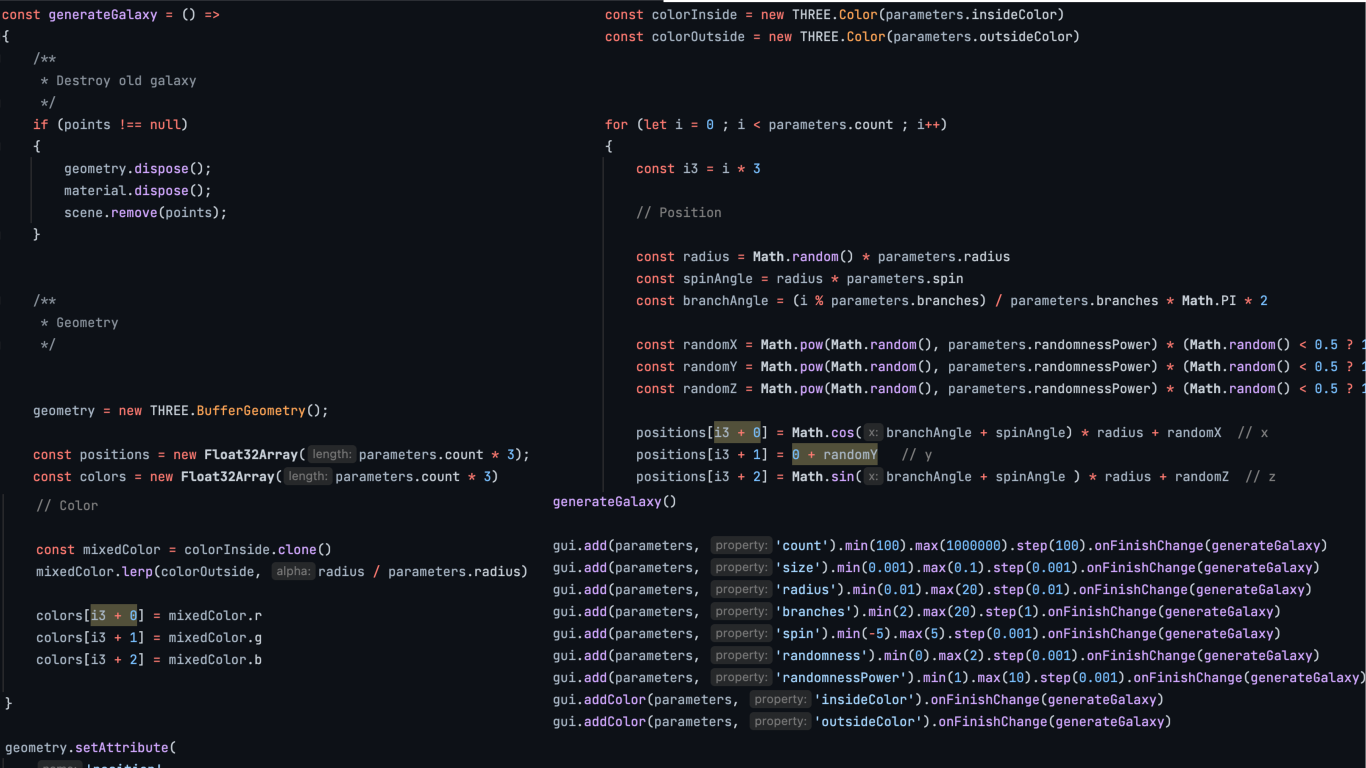 const generateGalaxy = () =>
{
/**
* Destroy old galaxy
*/
if (points !== null)
{
geometry.dispose();
material.dispose();
scene.remove(points);
}
/**
* Geometry
*/
geometry = new THREE.BufferGeometry();
const positions = new Float32Array( length: parameters.count * 3);
const colors = new Float32Array( length: parameters.count * 3)
const colorInside = new THREE.Color(parameters.insideColor)
const colorOutside = new THREE.Color(parameters.outsideColor)
for (let i = 0 ; i < parameters.count ; i++)
{
const i3 = i * 3
// Position
const radius = Math.random() * parameters.radius
const spinAngle = radius * parameters.spin
const branchAngle = (i % parameters.branches) / parameters.branches * Math.PI * 2
const randomX = Math.pow(Math.random(), parameters.randomnessPower) * (Math.random() < 0.5 ?
const randomY = Math.pow(Math.random(), parameters.randomnessPower) * (Math.random() < 0.5 ?
const randomZ = Math.pow(Math.random(), parameters.randomnessPower) * (Math.random() < 0.5 ?
positions[i3 + 0] = Math.cos( x: branchAngle + spinAngle) * radius + randomX // x
positions[i3 + 1] = 0 + randomY // y
positions[i3 + 2] = Math.sin( x: branchAngle + spinAngle ) * radius + randomZ // z
// Color
const mixedColor = colorInside.clone()
mixedColor.lerp(colorOutside, alpha: radius / parameters.radius)
colors[i3 + 0] = mixedColor.r
colors[i3 + 1] = mixedColor.g
colors[i3 + 2] = mixedColor.b
}
geometry.setAttribute(
'position'
generateGalaxy()
gui.add(parameters, property: 'count').min(100).max(1000000).step(100).onFinishChange(generateGalaxy)
gui.add(parameters, property: 'size').min(0.001).max(0.1).step(0.001).onFinishChange(generateGalaxy)
gui.add(parameters, property: 'radius').min(0.01).max(20).step(0.01).onFinishChange(generateGalaxy)
gui.add(parameters, property: 'branches').min(2).max(20).step(1).onFinishChange(generateGalaxy)
gui.add(parameters, property: 'spin').min(-5).max(5).step(0.001).onFinishChange(generateGalaxy)
gui.add(parameters, property: 'randomness').min(0).max(2).step(0.001).onFinishChange(generateGalaxy)
gui.add(parameters, property: 'randomnessPower').min(1).max(10).step(0.001).onFinishChange(generateGalaxy)
gui.addColor(parameters, property: 'insideColor').onFinishChange(generateGalaxy)
gui.addColor(parameters, property: 'outsideColor').onFinishChange(generateGalaxy)